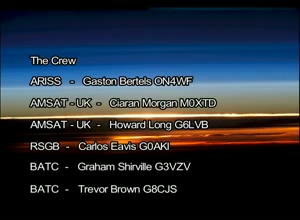 The Crew
ARISS - Gaston Bertels ON4WF
AMSAT - UK - Ciaran Morgan M0XTD
AMSAT - UK - Howard Long G6LVB
RSGB - Carlos Eavis G0AKI
BATC - Graham Shirville G3VZV
BATC - Trevor Brown G8CJS